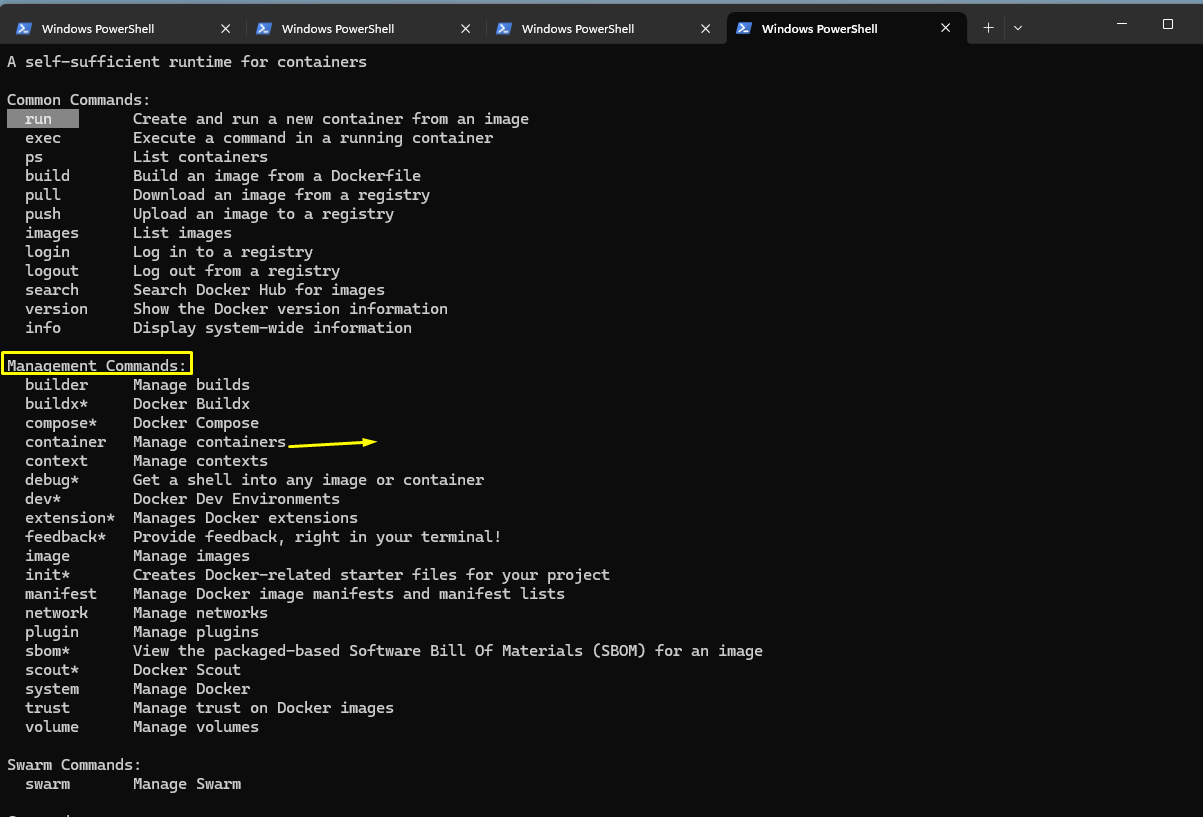 Windows PowerShell
Windows PowerShell
Windows PowerShell
Windows PowerShell
A self-sufficient runtime for containers
Common Commands:
run Create and run a new container from an image
exec Execute a command in a running container
ps List containers
build Build an image from a Dockerfile
pull Download an image from a registry
push Upload an image to a registry
images List images
login Log in to a registry
logout Log out from a registry
search Search Docker Hub for images
version Show the Docker version information
info Display system-wide information
Management Commands:
builder Manage builds
buildx* Docker Buildx
compose* Docker Compose
container Manage containers
context Manage contexts
debug* Get a shell into any image or container
dev* Docker Dev Environments
extension* Manages Docker extensions
feedback* Provide feedback, right in your terminal!
image Manage images
init* Creates Docker-related starter files for your project
manifest Manage Docker image manifests and manifest lists
network Manage networks
plugin Manage plugins
sbom* View the packaged-based Software Bill Of Materials (SBOM) for an image
scout* Docker Scout
system Manage Docker
trust Manage trust on Docker images
volume Manage volumes
Swarm Commands:
swarm Manage Swarm